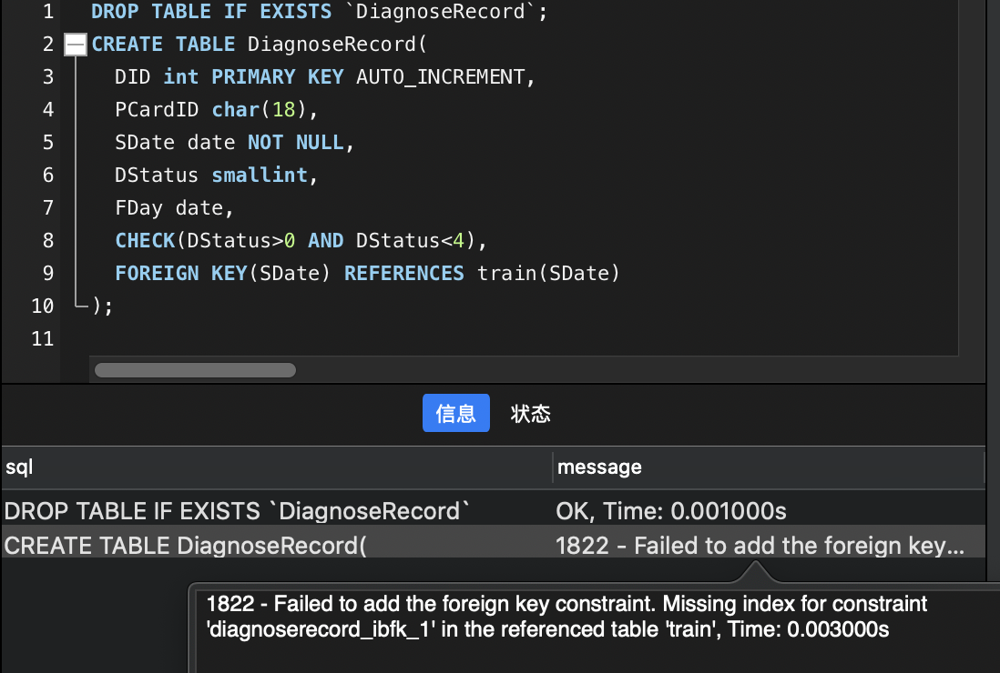 1 DROP TABLE IF EXISTS `DiagnoseRecord`;
2 CREATE TABLE DiagnoseRecord(
3 DID int PRIMARY KEY AUTO_INCREMENT,
4 PCardID char(18),
5 SDate date NOT NULL,
6 DStatus smallint,
7 FDay date,
8 CHECK(DStatus>0 AND DStatus<4),
9 FOREIGN KEY(SDate) REFERENCES train(SDate)
10 );
11
信息 状态
sql message
DROP TABLE IF EXISTS `DiagnoseRecord` OK, Time: 0.001000s
CREATE TABLE DiagnoseRecord( 1822 - Failed to add the foreign key...
1822 - Failed to add the foreign key constraint. Missing index for constraint
'diagnoserecord_ibfk_1' in the referenced table 'train', Time: 0.003000s